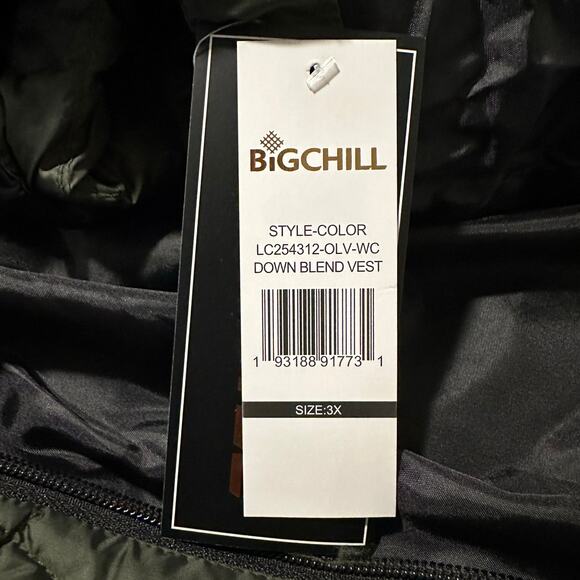 BiGCHILL
STYLE-COLOR
LC254312-OLV-WC
DOWN BLEND VEST
1 93188 91773 1
SIZE:3X